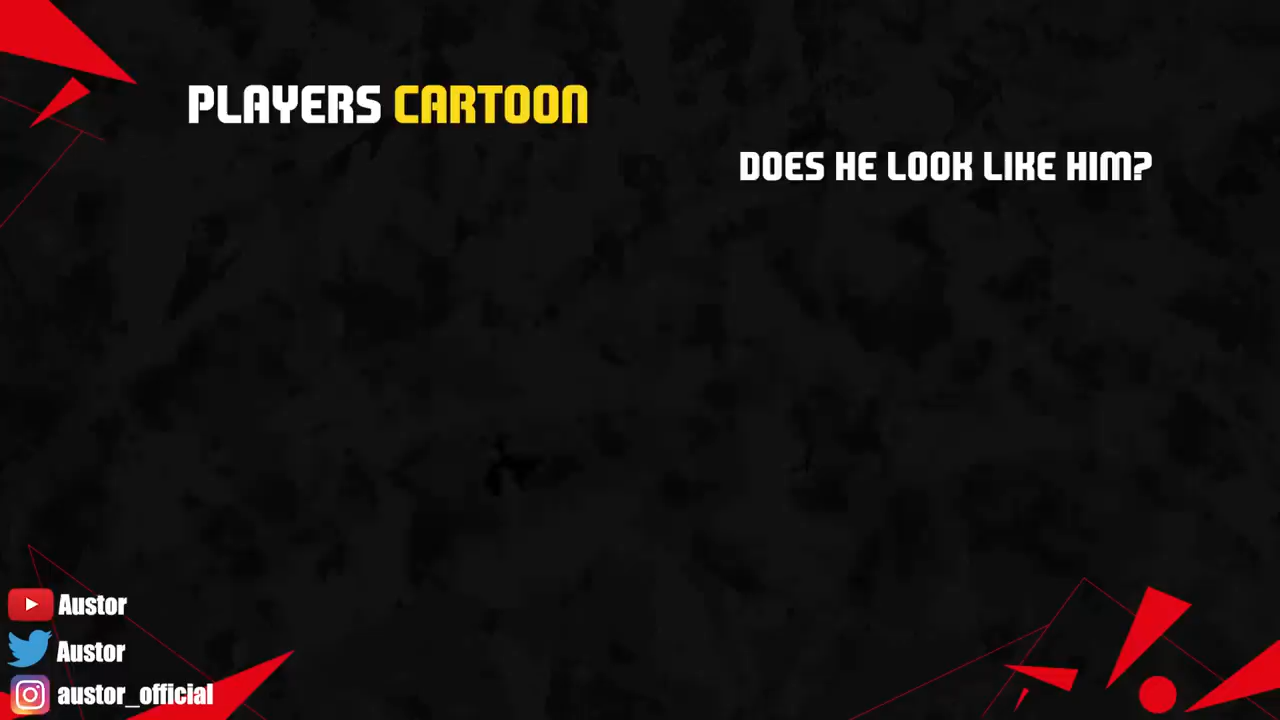 PLAYERS CARTOON
DOES HE LOOK LIKE HIM?
Austor
Austor
austor_official